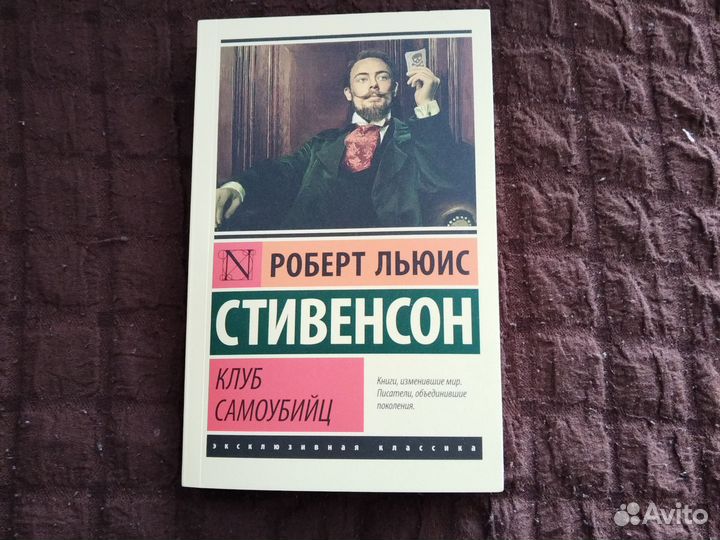 N РОБЕРТ ЛЬЮИС
СТИВЕНСОН
КЛУБ
САМОУБИЙЦ
Книги, изменившие мир.
Писатели, объединившие
поколения.
эксклюзивная классика
Avito